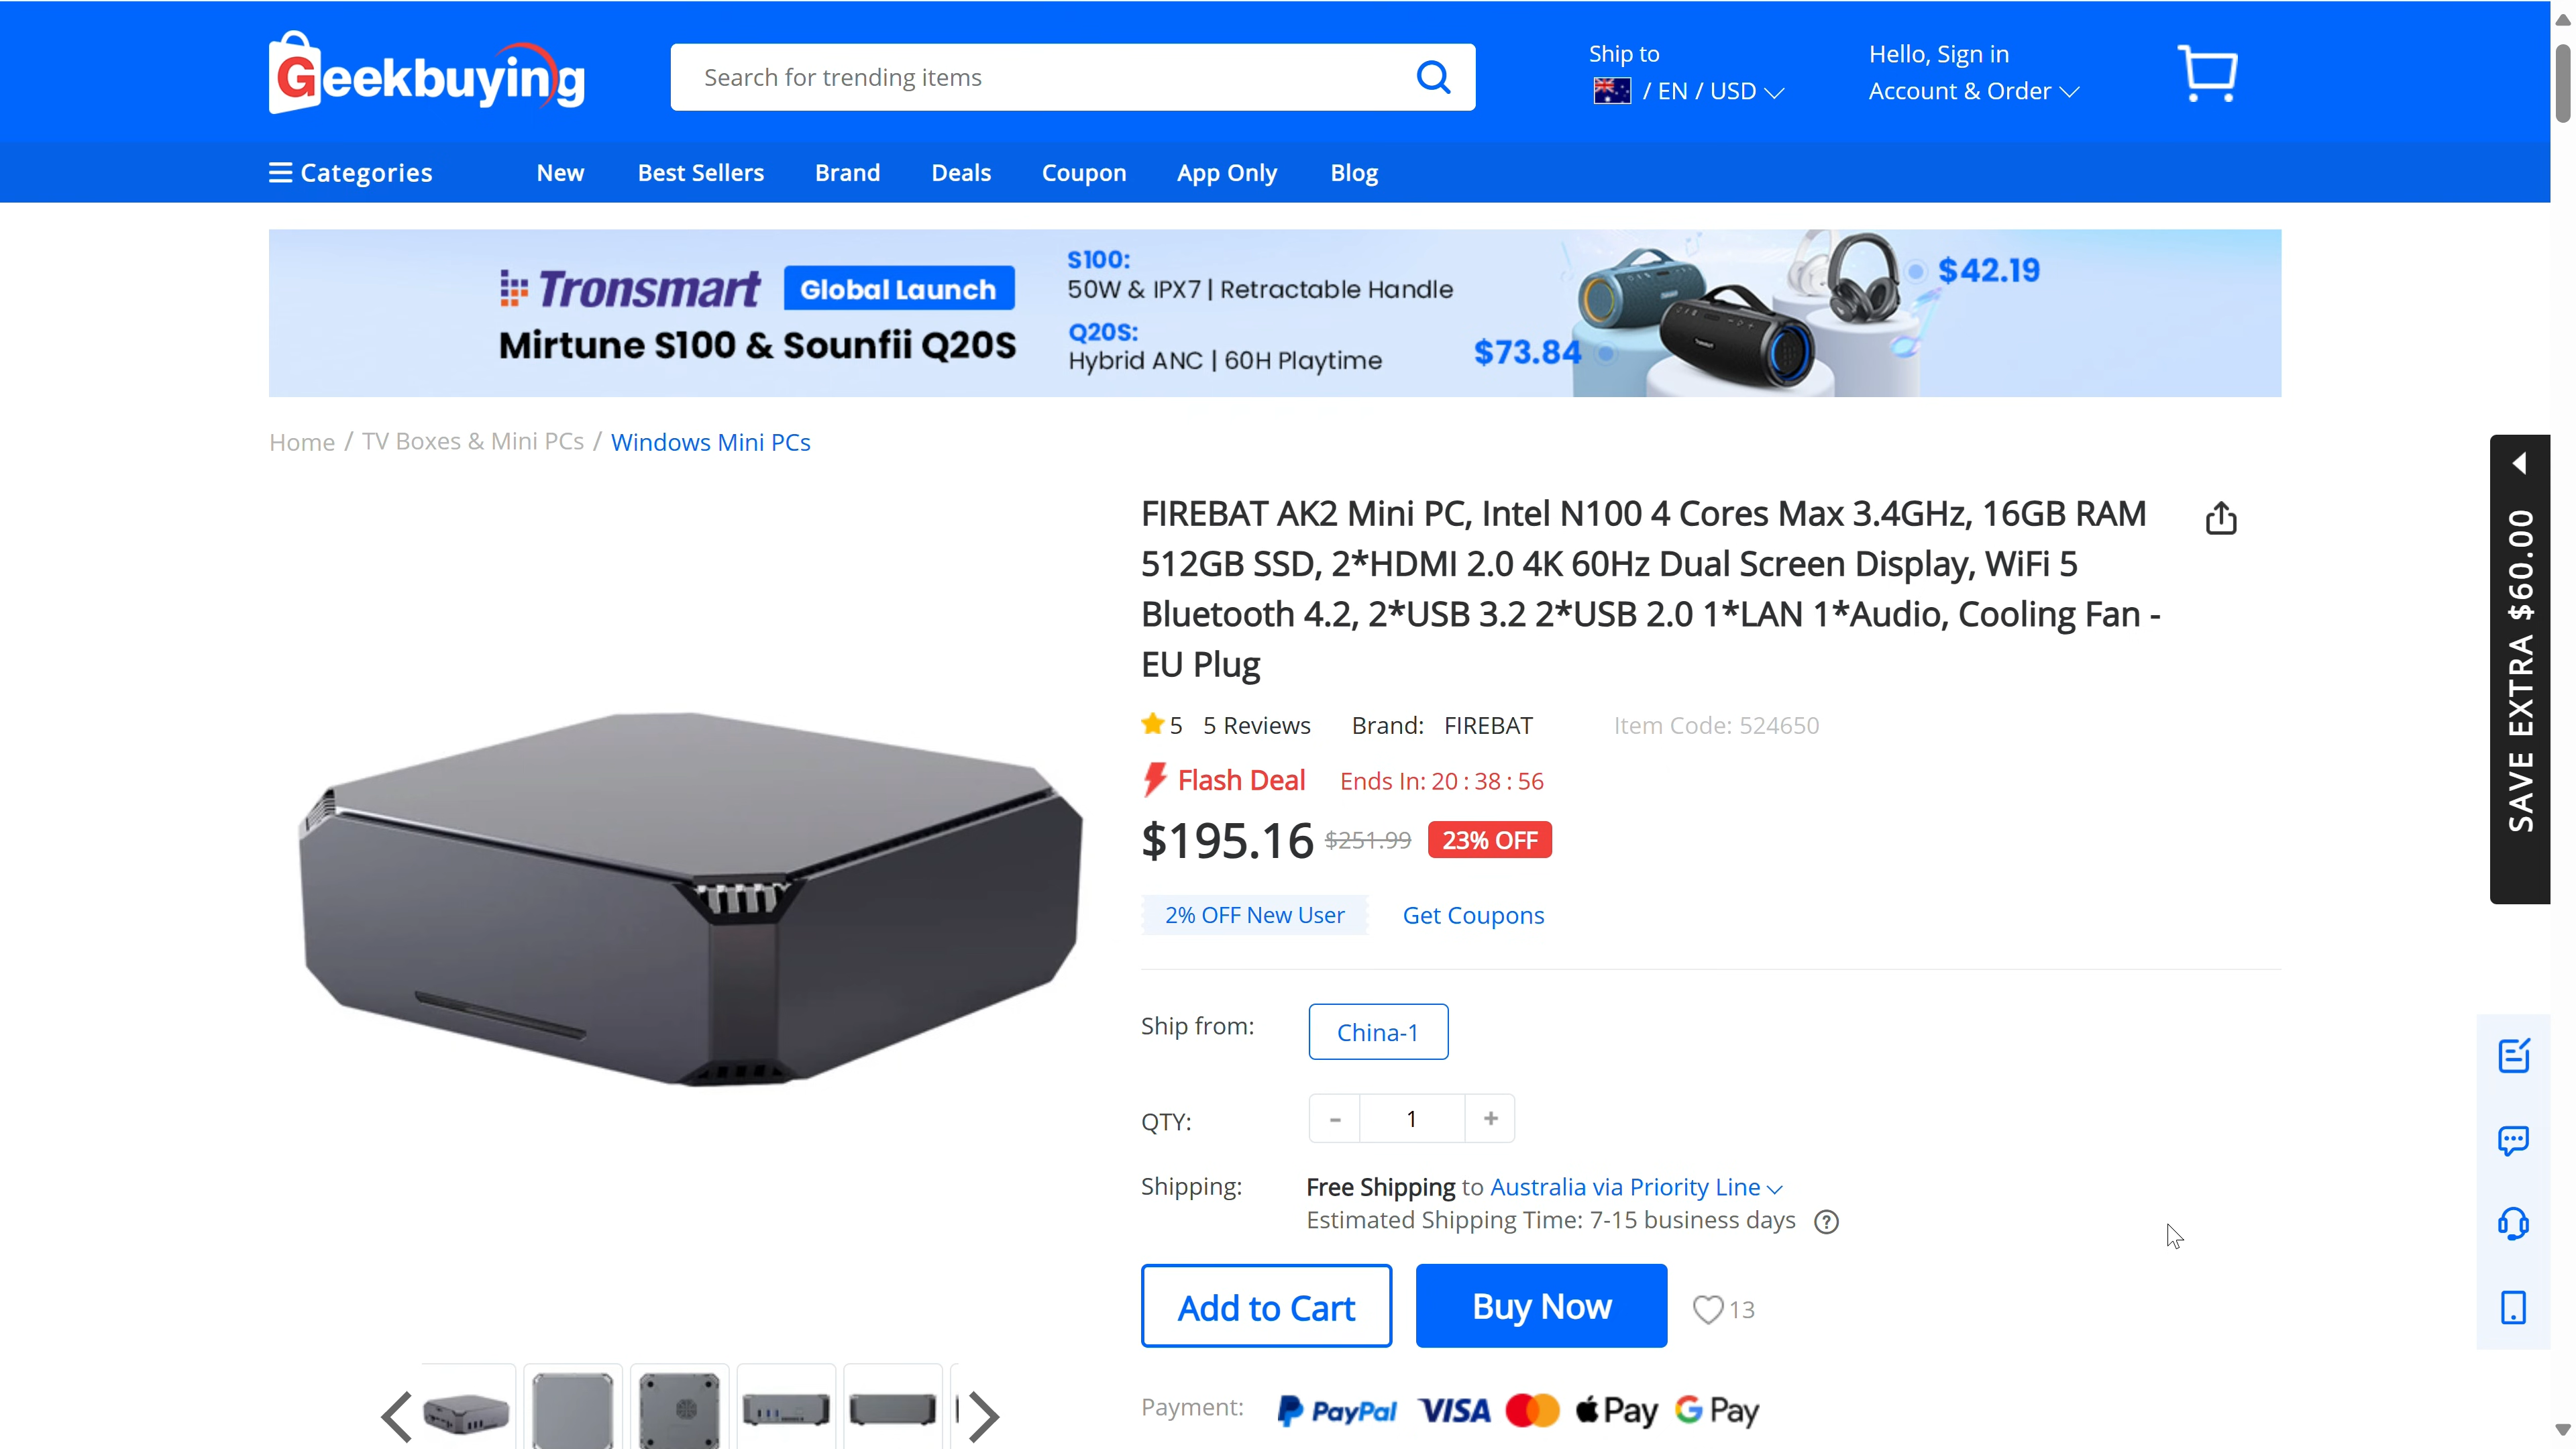 Geekbuying
Search for trending items
Ship to
/ EN / USD
Hello, Sign in
Account & Order
Categories
New
Best Sellers
Brand
Deals
Coupon
App Only
Blog
Tronsmart
Global Launch
Mirtune S100 & Sounfii Q20S
S100:
50W & IPX7 | Retractable Handle
Q20S:
Hybrid ANC | 60H Playtime
$73.84
$42.19
Home / TV Boxes & Mini PCs / Windows Mini PCs
FIREBAT AK2 Mini PC, Intel N100 4 Cores Max 3.4GHz, 16GB RAM
512GB SSD, 2*HDMI 2.0 4K 60Hz Dual Screen Display, WiFi 5
Bluetooth 4.2, 2*USB 3.2 2*USB 2.0 1*LAN 1*Audio, Cooling Fan -
EU Plug
5 5 Reviews Brand: FIREBAT Item Code: 524650
Flash Deal Ends In: 20 : 38 : 56
$195.16 $251.99 23% OFF
2% OFF New User Get Coupons
Ship from: China-1
QTY: - 1 +
Shipping: Free Shipping to Australia via Priority Line
Estimated Shipping Time: 7-15 business days ?
Add to Cart Buy Now 13
Payment: PayPal VISA Pay G Pay
SAVE EXTRA $60.00